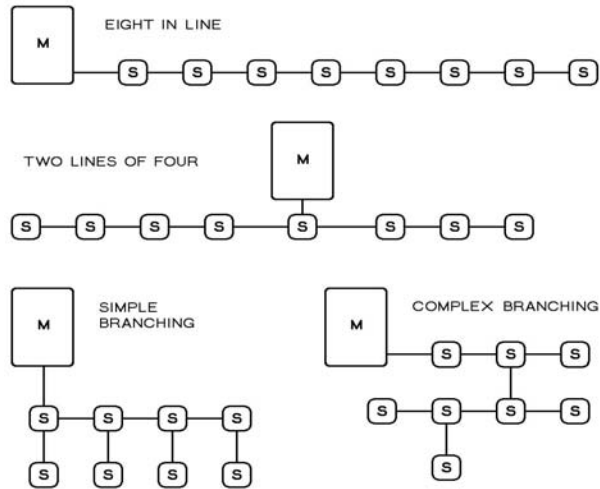 EIGHT IN LINE
M
S S S S S S S S
M
TWO LINES OF FOUR
S S S S S S S S
SIMPLE
BRANCHING
M
S S S S
S S S S
COMPLEX BRANCHING
M
S S S
S S S S
S